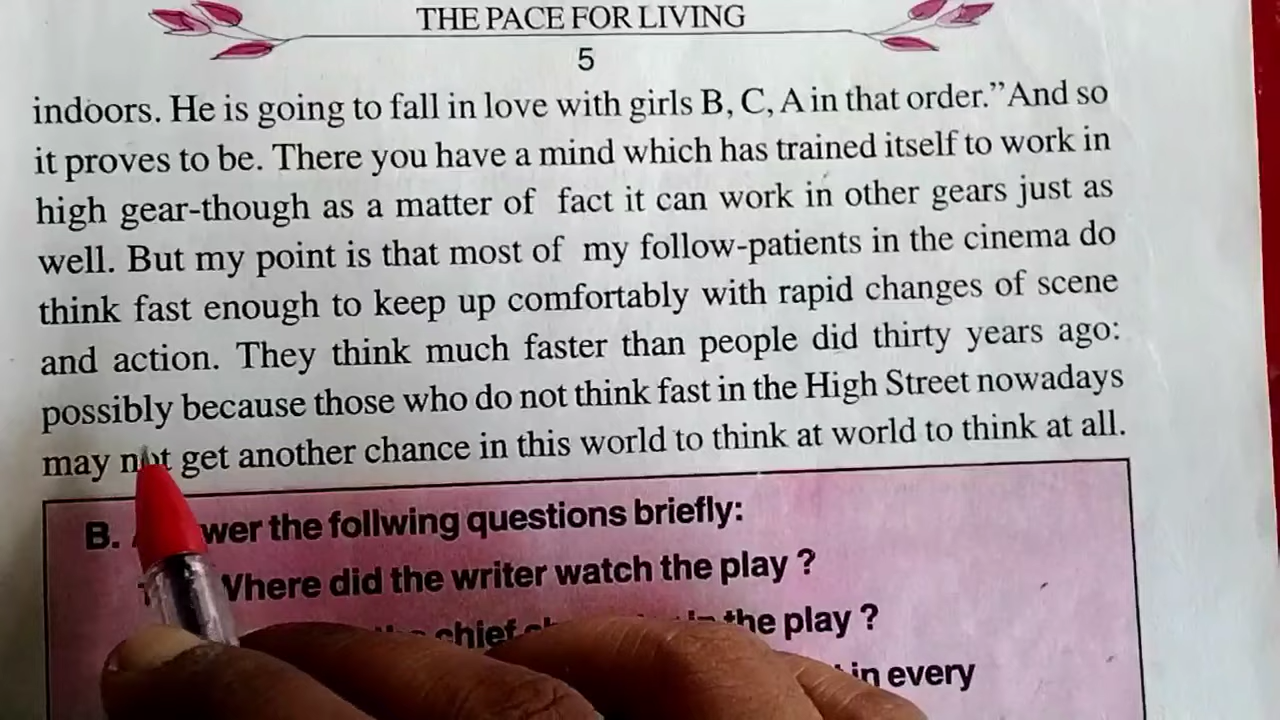 THE PACE FOR LIVING
5
indoors. He is going to fall in love with girls B, C, A in that order." And so
it proves to be. There you have a mind which has trained itself to work in
high gear-though as a matter of fact it can work in other gears just as
well. But my point is that most of my follow-patients in the cinema do
think fast enough to keep up comfortably with rapid changes of scene
and action. They think much faster than people did thirty years ago:
possibly because those who do not think fast in the High Street nowadays
may not get another chance in this world to think at world to think at all.
B. wer the follwing questions briefly:
Where did the writer watch the play ?
chief the play ?
in every